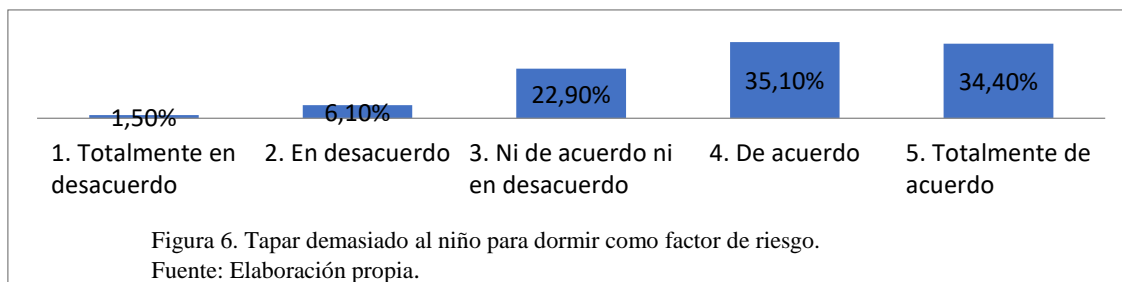 1,50%
6,10%
22,90%
35,10%
34,40%
1. Totalmente en
desacuerdo
2. En desacuerdo
3. Ni de acuerdo ni
en desacuerdo
4. De acuerdo
5. Totalmente de
acuerdo
Figura 6. Tapar demasiado al niño para dormir como factor de riesgo.
Fuente: Elaboración propia.